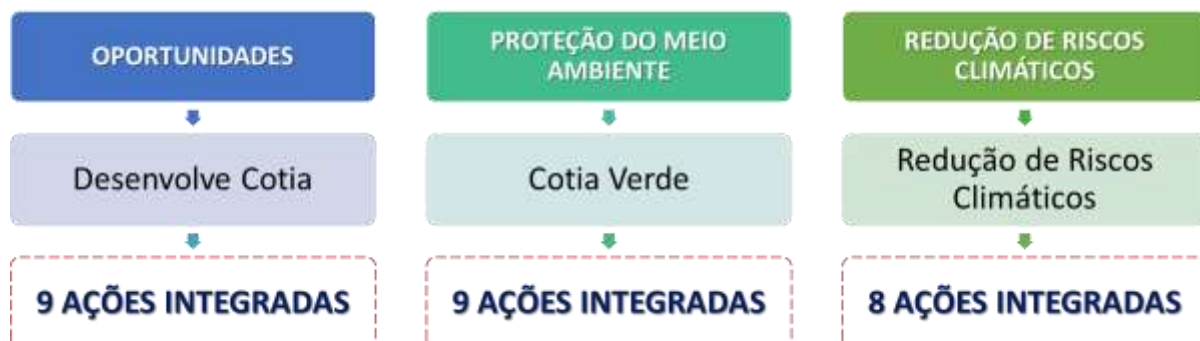 OPORTUNIDADES
Desenvolve Cotia
9 AÇÕES INTEGRADAS
PROTEÇÃO DO MEIO
AMBIENTE
Cotia Verde
9 AÇÕES INTEGRADAS
REDUÇÃO DE RISCOS
CLIMÁTICOS
Redução de Riscos
Climáticos
8 AÇÕES INTEGRADAS